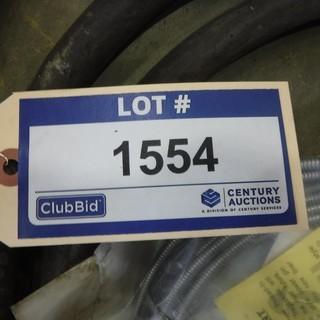 LOT #
1554
ClubBid
CENTURY
AUCTIONS
A DIVISION OF CENTURY SERVICES